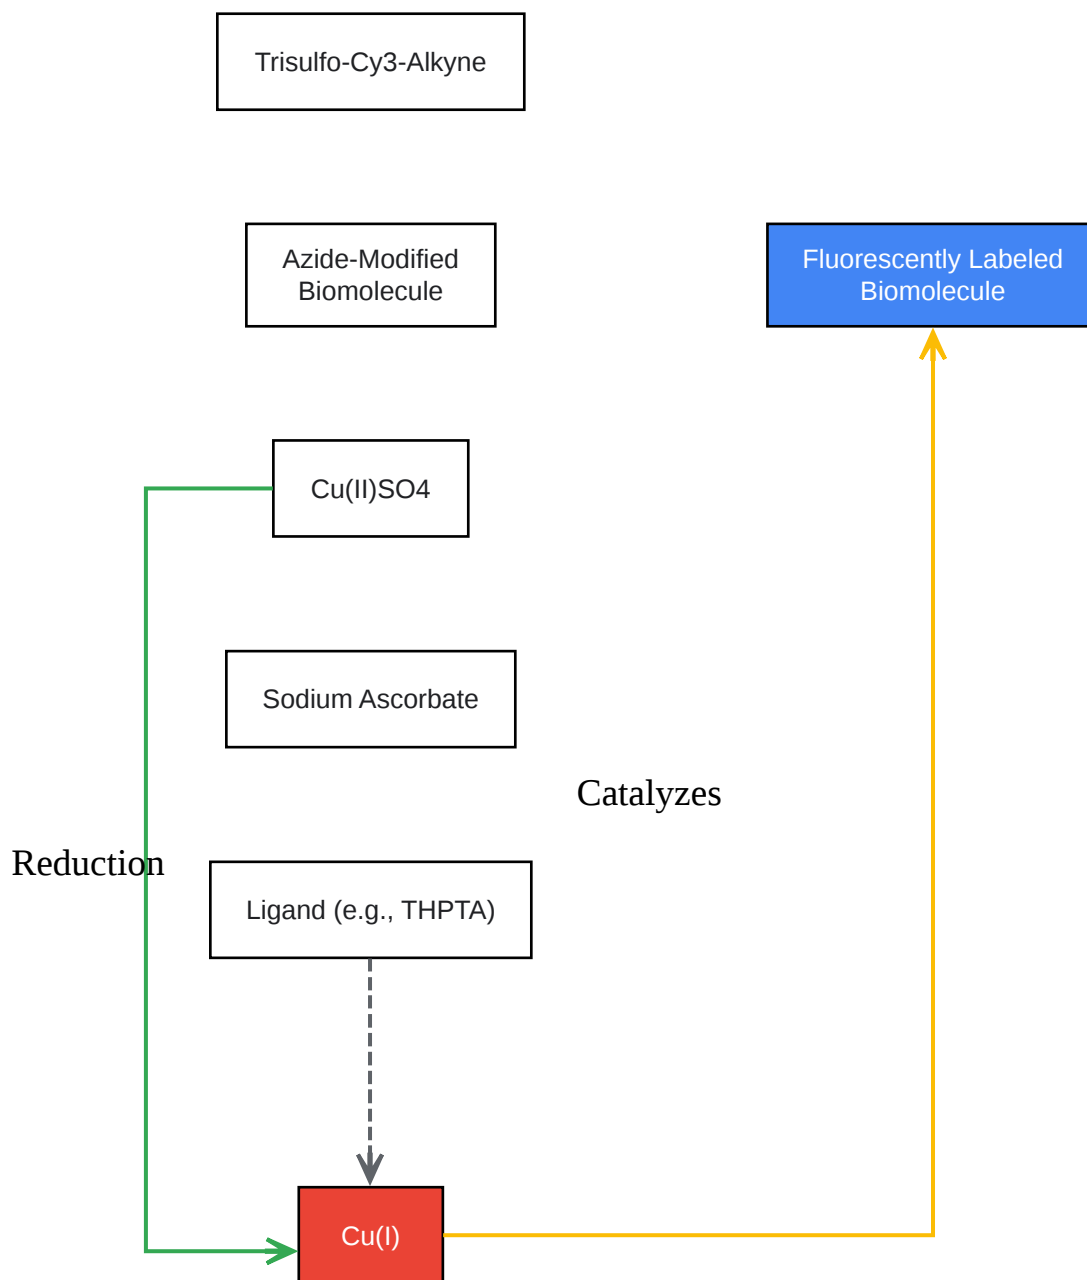 Trisulfo-Cy3-Alkyne
Azide-Modified
Biomolecule
Fluorescently Labeled
Biomolecule
Cu(II)SO4
Sodium Ascorbate
Catalyzes
Reduction
Ligand (e.g., THPTA)
Cu(I)